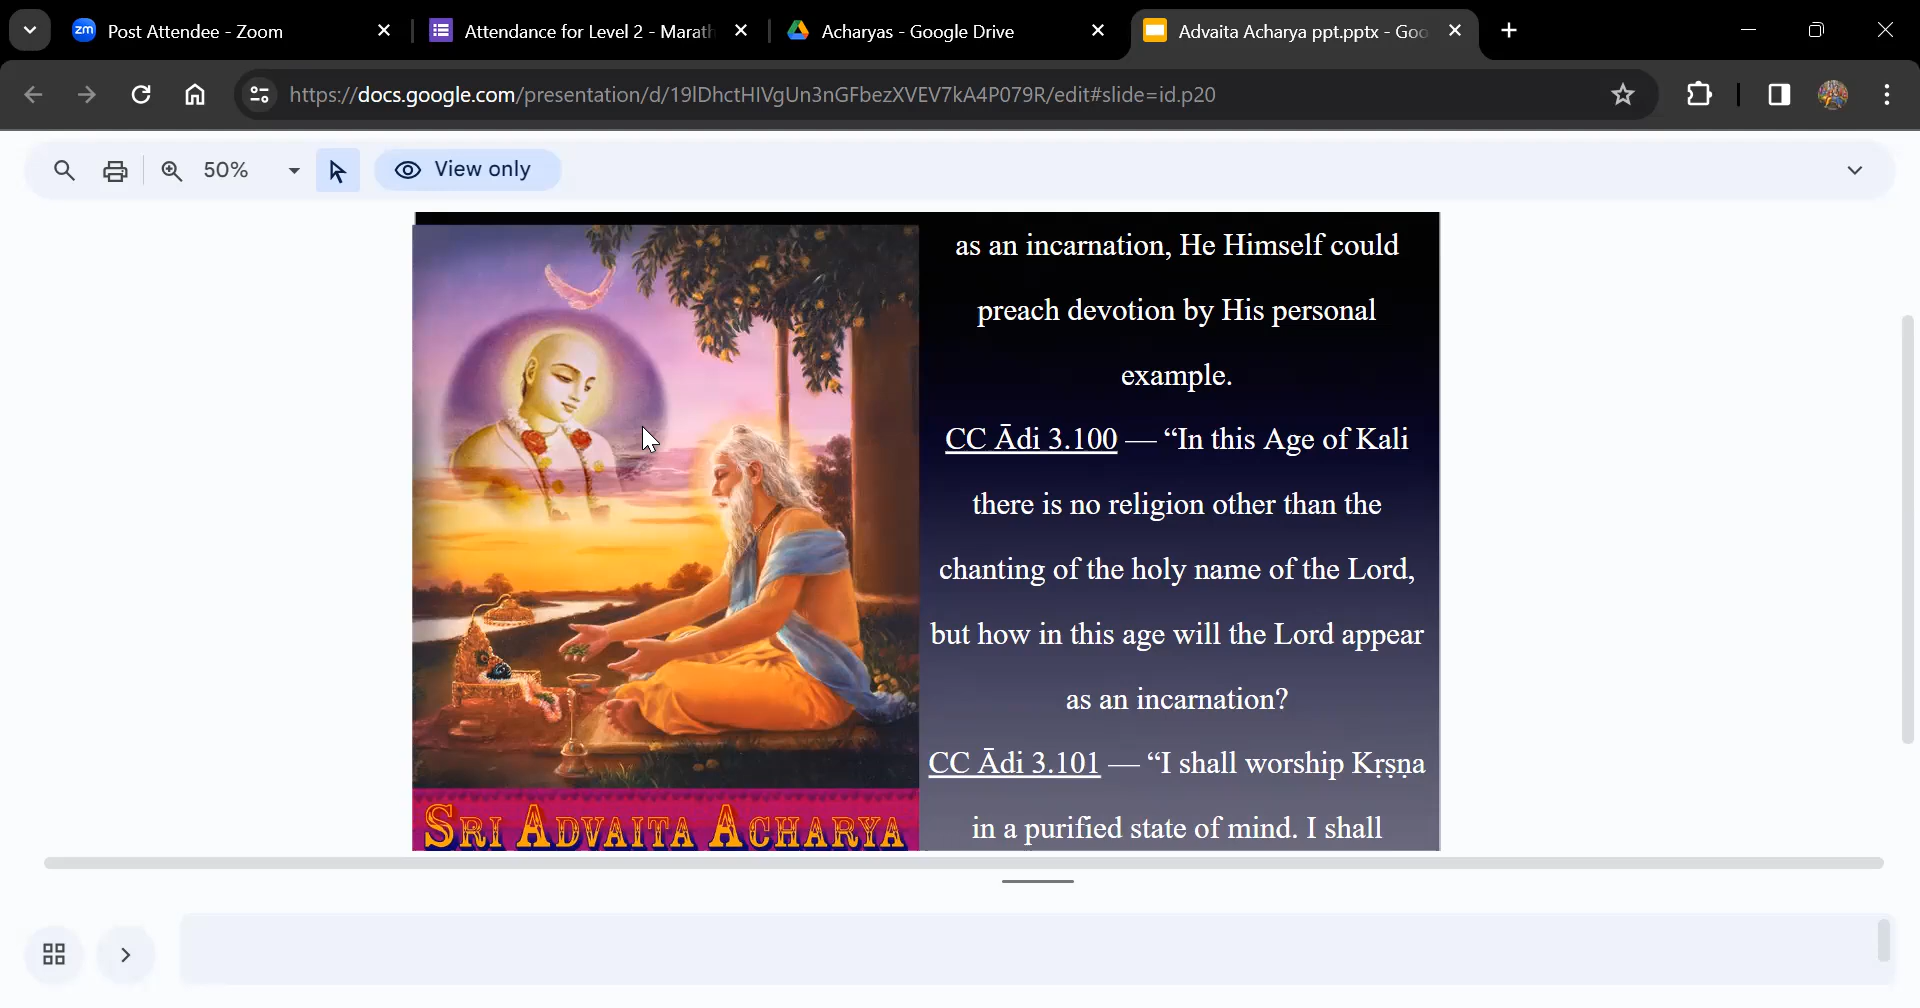 Post Attendee - Zoom
Attendance for Level 2 - Marath
Acharyas - Google Drive
Advaita Acharya ppt.pptx - Goo
https://docs.google.com/presentation/d/19IDhctHIVgUn3nGFbezXVEV7kA4P079R/edit#slide=id.p20
50%
View only
as an incarnation, He Himself could
preach devotion by His personal
example.
CC Ādi 3.100 — “In this Age of Kali
there is no religion other than the
chanting of the holy name of the Lord,
but how in this age will the Lord appear
as an incarnation?
CC Ādi 3.101 — “I shall worship Kṛṣṇa
in a purified state of mind. I shall
SRI ADVAITA ACHARYA